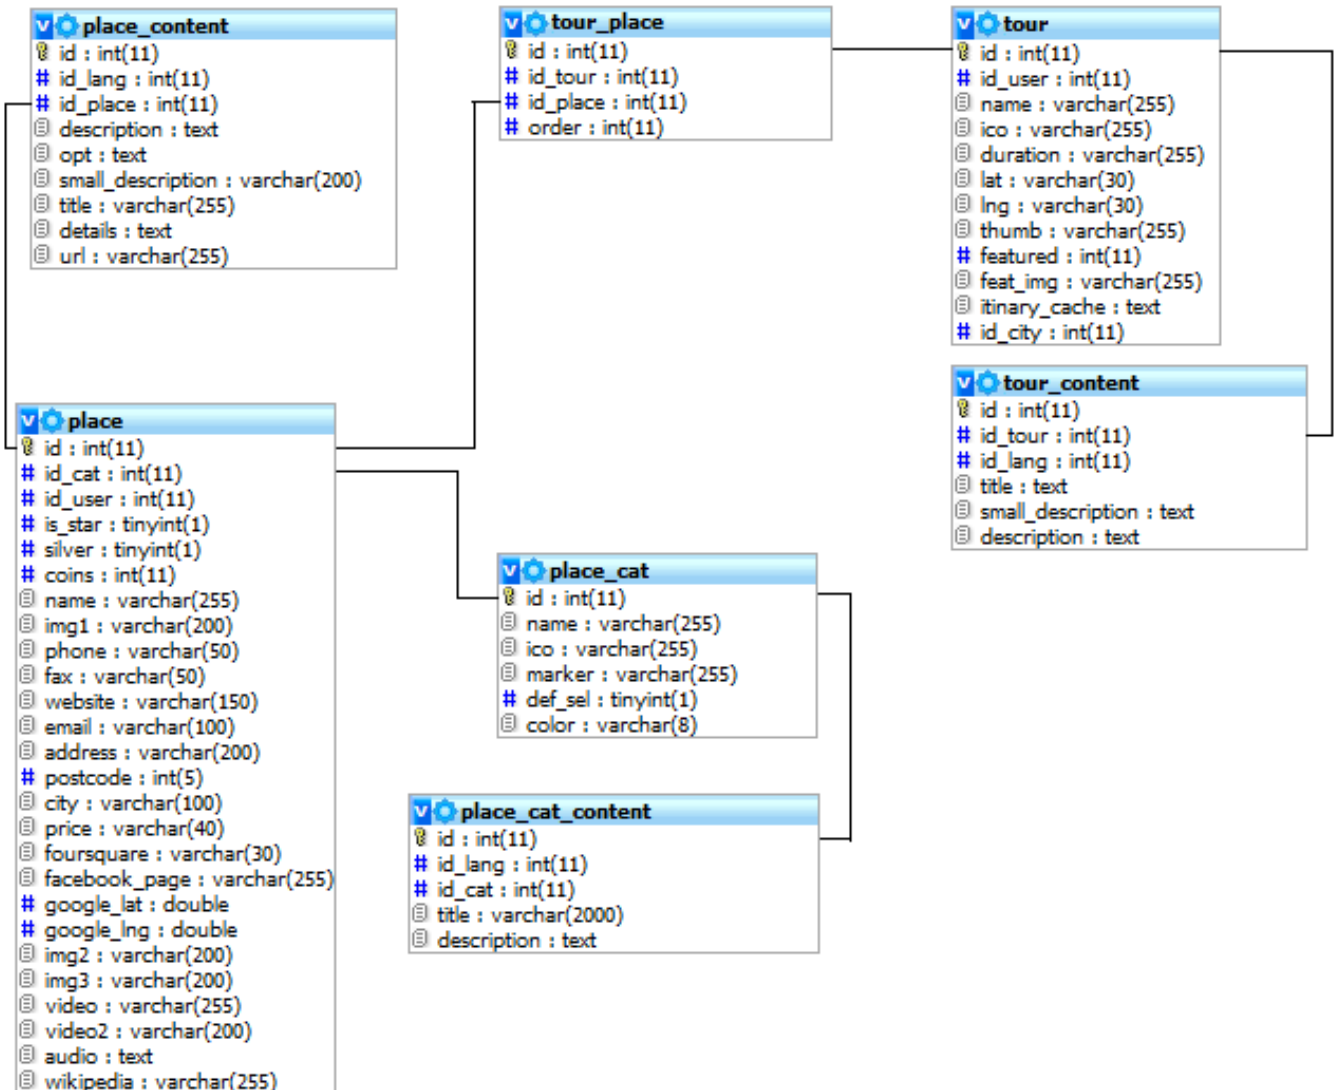 place_content
id : int(11)
id_lang : int(11)
id_place : int(11)
description : text
opt : text
small_description : varchar(200)
title : varchar(255)
details : text
url : varchar(255)
tour_place
id : int(11)
id_tour : int(11)
id_place : int(11)
order : int(11)
tour
id : int(11)
id_user : int(11)
name : varchar(255)
ico : varchar(255)
duration : varchar(255)
lat : varchar(30)
lng : varchar(30)
thumb : varchar(255)
featured : int(11)
feat_img : varchar(255)
itinary_cache : text
id_city : int(11)
tour_content
id : int(11)
id_tour : int(11)
id_lang : int(11)
title : text
small_description : text
description : text
place
id : int(11)
id_cat : int(11)
id_user : int(11)
is_star : tinyint(1)
silver : tinyint(1)
coins : int(11)
name : varchar(255)
img1 : varchar(200)
phone : varchar(50)
fax : varchar(50)
website : varchar(150)
email : varchar(100)
address : varchar(200)
postcode : int(5)
city : varchar(100)
price : varchar(40)
foursquare : varchar(30)
facebook_page : varchar(255)
google_lat : double
google_lng : double
img2 : varchar(200)
img3 : varchar(200)
video : varchar(255)
video2 : varchar(200)
audio : text
wikipedia : varchar(255)
place_cat
id : int(11)
name : varchar(255)
ico : varchar(255)
marker : varchar(255)
def_sel : tinyint(1)
color : varchar(8)
place_cat_content
id : int(11)
id_lang : int(11)
id_cat : int(11)
title : varchar(2000)
description : text